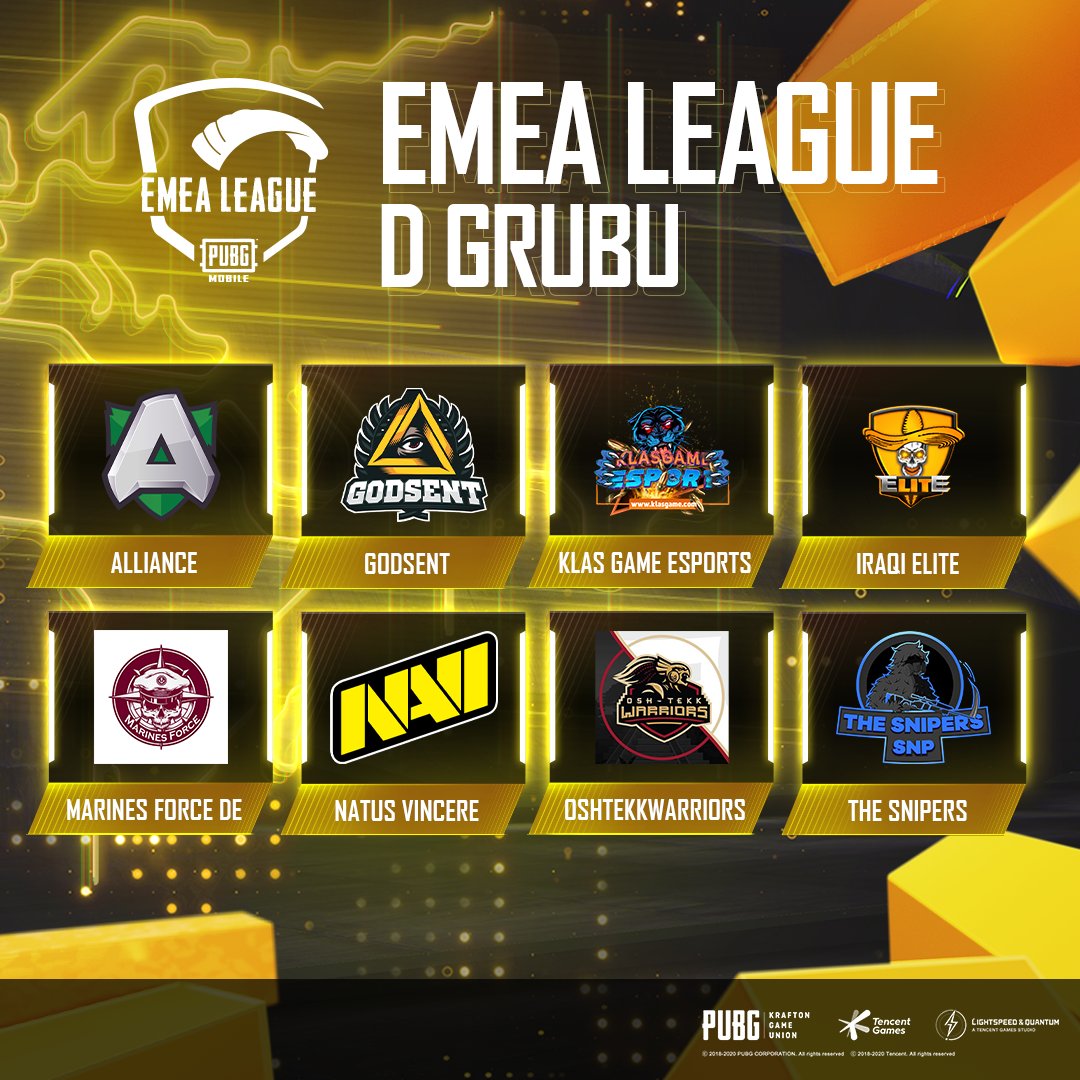 EMEA LEAGUE
PUBG
MOBILE
EMEA LEAGUE
D GRUBU
GODSENT
KLASGAME
ESPORT
www.klasgame.com
ELITE
ALLIANCE
GODSENT
KLAS GAME ESPORTS
IRAQI ELITE
MARINES FORCE
NAVI
OSH-TEKK
WARRIORS
THE SNIPERS
SNP
MARINES FORCE DE
NATUS VINCERE
OSHTEKKWARRIORS
THE SNIPERS
PUBG
KRAFTON
GAME
UNION
Tencent
Games
LIGHTSPEED & QUANTUM
A TENCENT GAMES STUDIO
© 2018-2020 PUBG CORPORATION. All rights reserved © 2018-2020 Tencent. All rights reserved